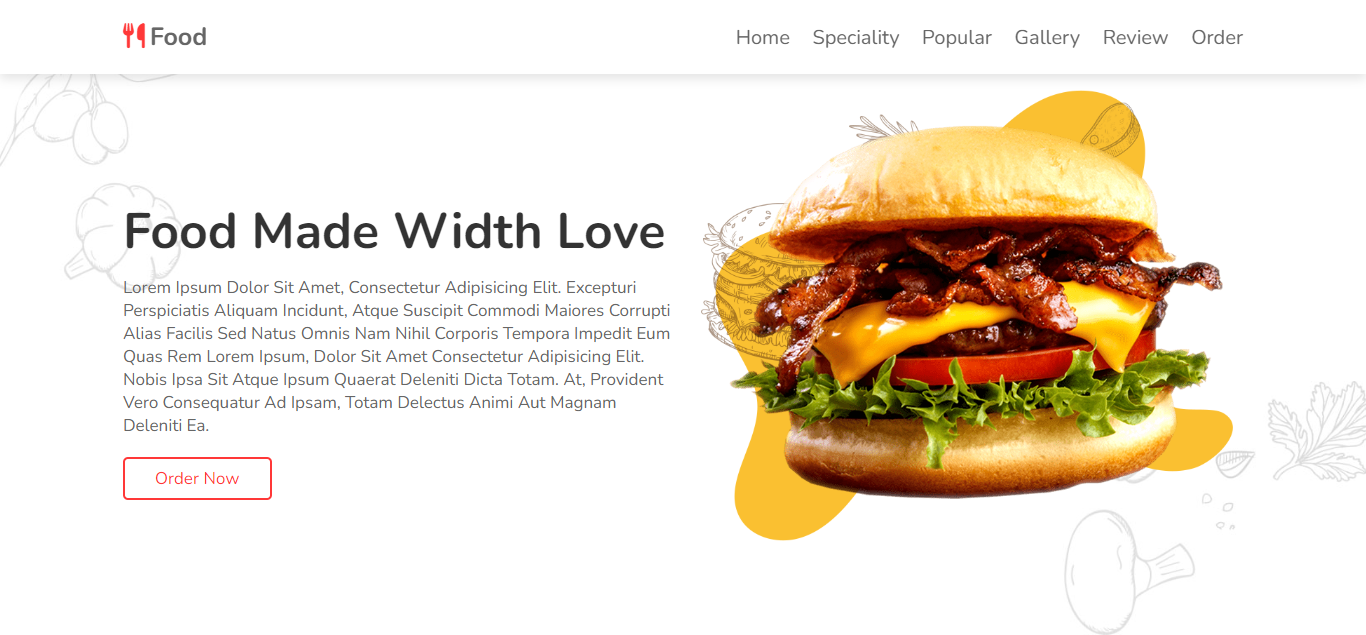 Food
Home Speciality Popular Gallery Review Order
Food Made Width Love
Lorem Ipsum Dolor Sit Amet, Consectetur Adipisicing Elit. Excepturi
Perspiciatis Aliquam Incidunt, Atque Suscipit Commodi Maiores Corrupti
Alias Facilis Sed Natus Omnis Nam Nihil Corporis Tempora Impedit Eum
Quas Rem Lorem Ipsum, Dolor Sit Amet Consectetur Adipisicing Elit.
Nobis Ipsa Sit Atque Ipsum Quaerat Deleniti Dicta Totam. At, Provident
Vero Consequatur Ad Ipsam, Totam Delectus Animi Aut Magnam
Deleniti Ea.
Order Now